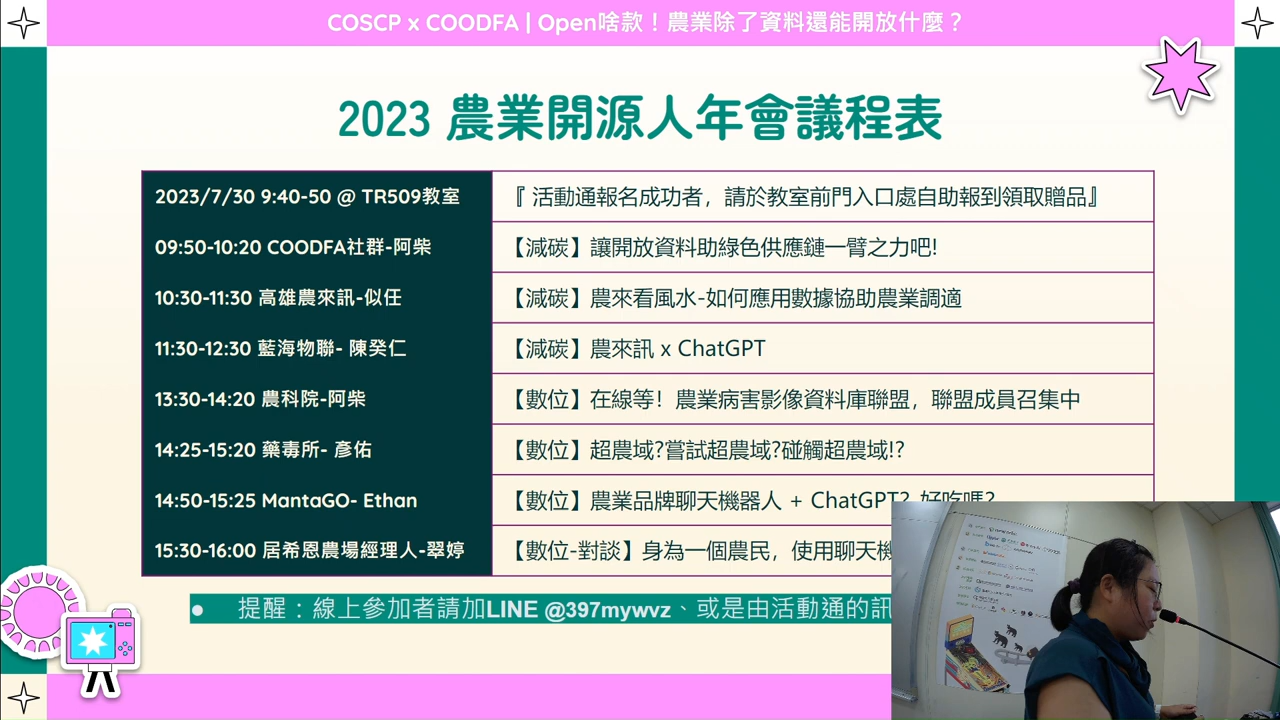 COSCP x COODFA | Open啥款！農業除了資料還能開放什麼？
2023 農業開源人年會議程表
2023/7/30 9:40-50 @ TR509教室 『 活動通報名成功者，請於教室前門入口處自助報到領取贈品』
09:50-10:20 COODFA社群-阿柴 【減碳】讓開放資料助綠色供應鏈一臂之力吧!
10:30-11:30 高雄農來訊-似任 【減碳】農來看風水-如何應用數據協助農業調適
11:30-12:30 藍海物聯- 陳癸仁 【減碳】農來訊 x ChatGPT
13:30-14:20 農科院-阿柴 【數位】在線等！農業病害影像資料庫聯盟，聯盟成員召集中
14:25-15:20 藥毒所- 彥佑 【數位】超農域?嘗試超農域?碰觸超農域!?
14:50-15:25 MantaGO- Ethan 【數位】農業品牌聊天機器人 + ChatGPT？好吃嗎?
15:30-16:00 居希恩農場經理人-翠婷 【數位-對談】身為一個農民，使用聊天機
● 提醒：線上參加者請加LINE @397mywvz、或是由活動通的訊